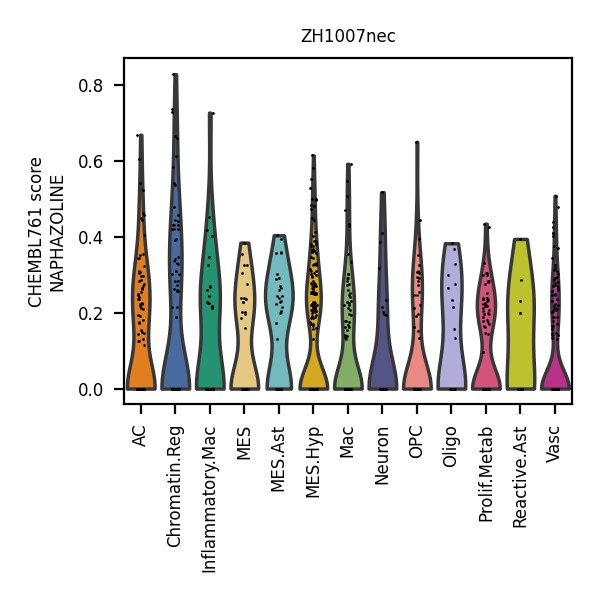 ZH1007nec
CHEMBL761 score
NAPHAZOLINE
0.8
0.6
0.4
0.2
0.0
AC
Chromatin.Reg
Inflammatory.Mac
MES
MES.Ast
MES.Hyp
Mac
Neuron
OPC
Oligo
Prolif.Metab
Reactive.Ast
Vasc